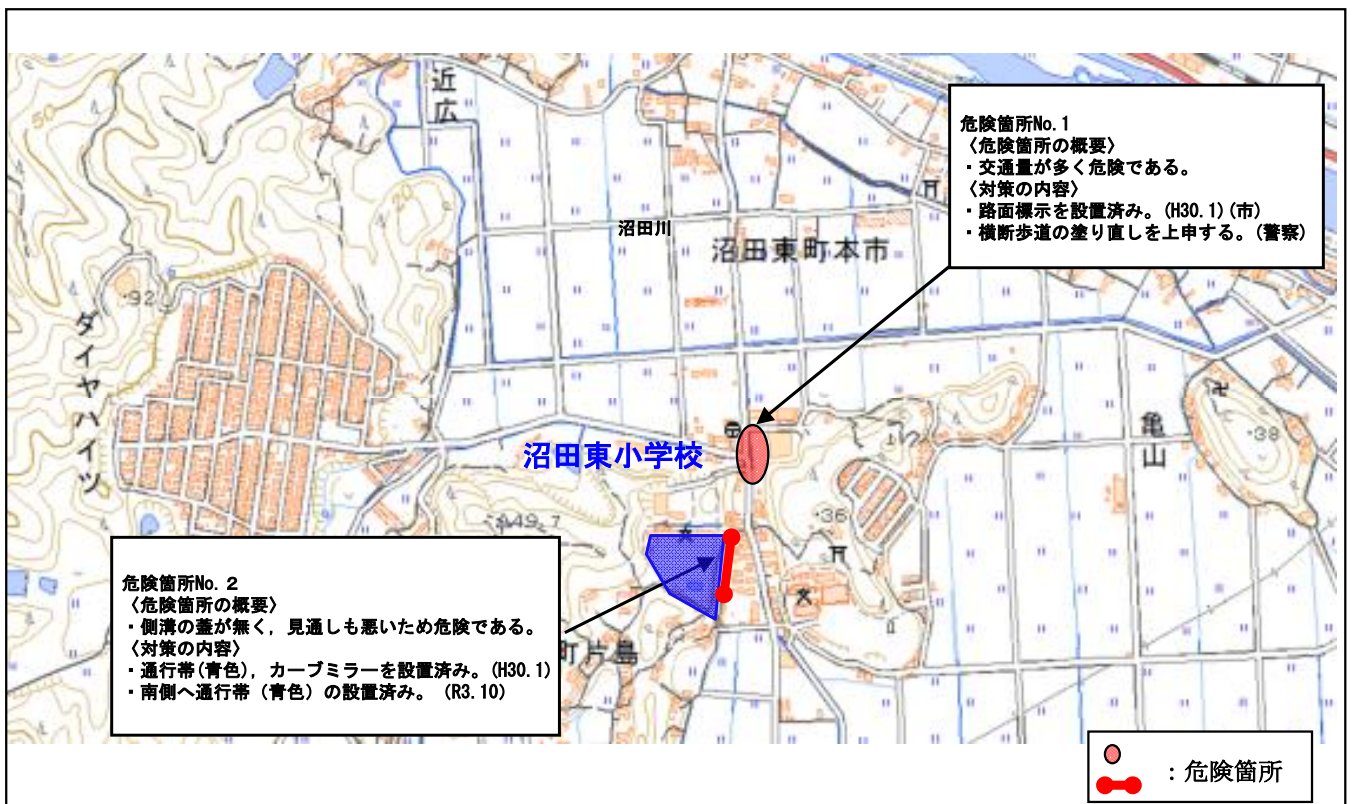 近広
50
20
危険箇所No.1
〈危険箇所の概要〉
・交通量が多く危険である。
〈対策の内容〉
・路面標示を設置済み。(H30.1)(市)
・横断歩道の塗り直しを上申する。(警察)
沼田川
沼田東町本市
・92
ダイヤハイツ
沼田東小学校
亀山
・38
49.7
・36
危険箇所No.2
〈危険箇所の概要〉
・側溝の蓋が無く，見通しも悪いため危険である。
〈対策の内容〉
・通行帯(青色)，カーブミラーを設置済み。(H30.1)
・南側へ通行帯（青色）の設置済み。（R3.10）
町片島
：危険箇所